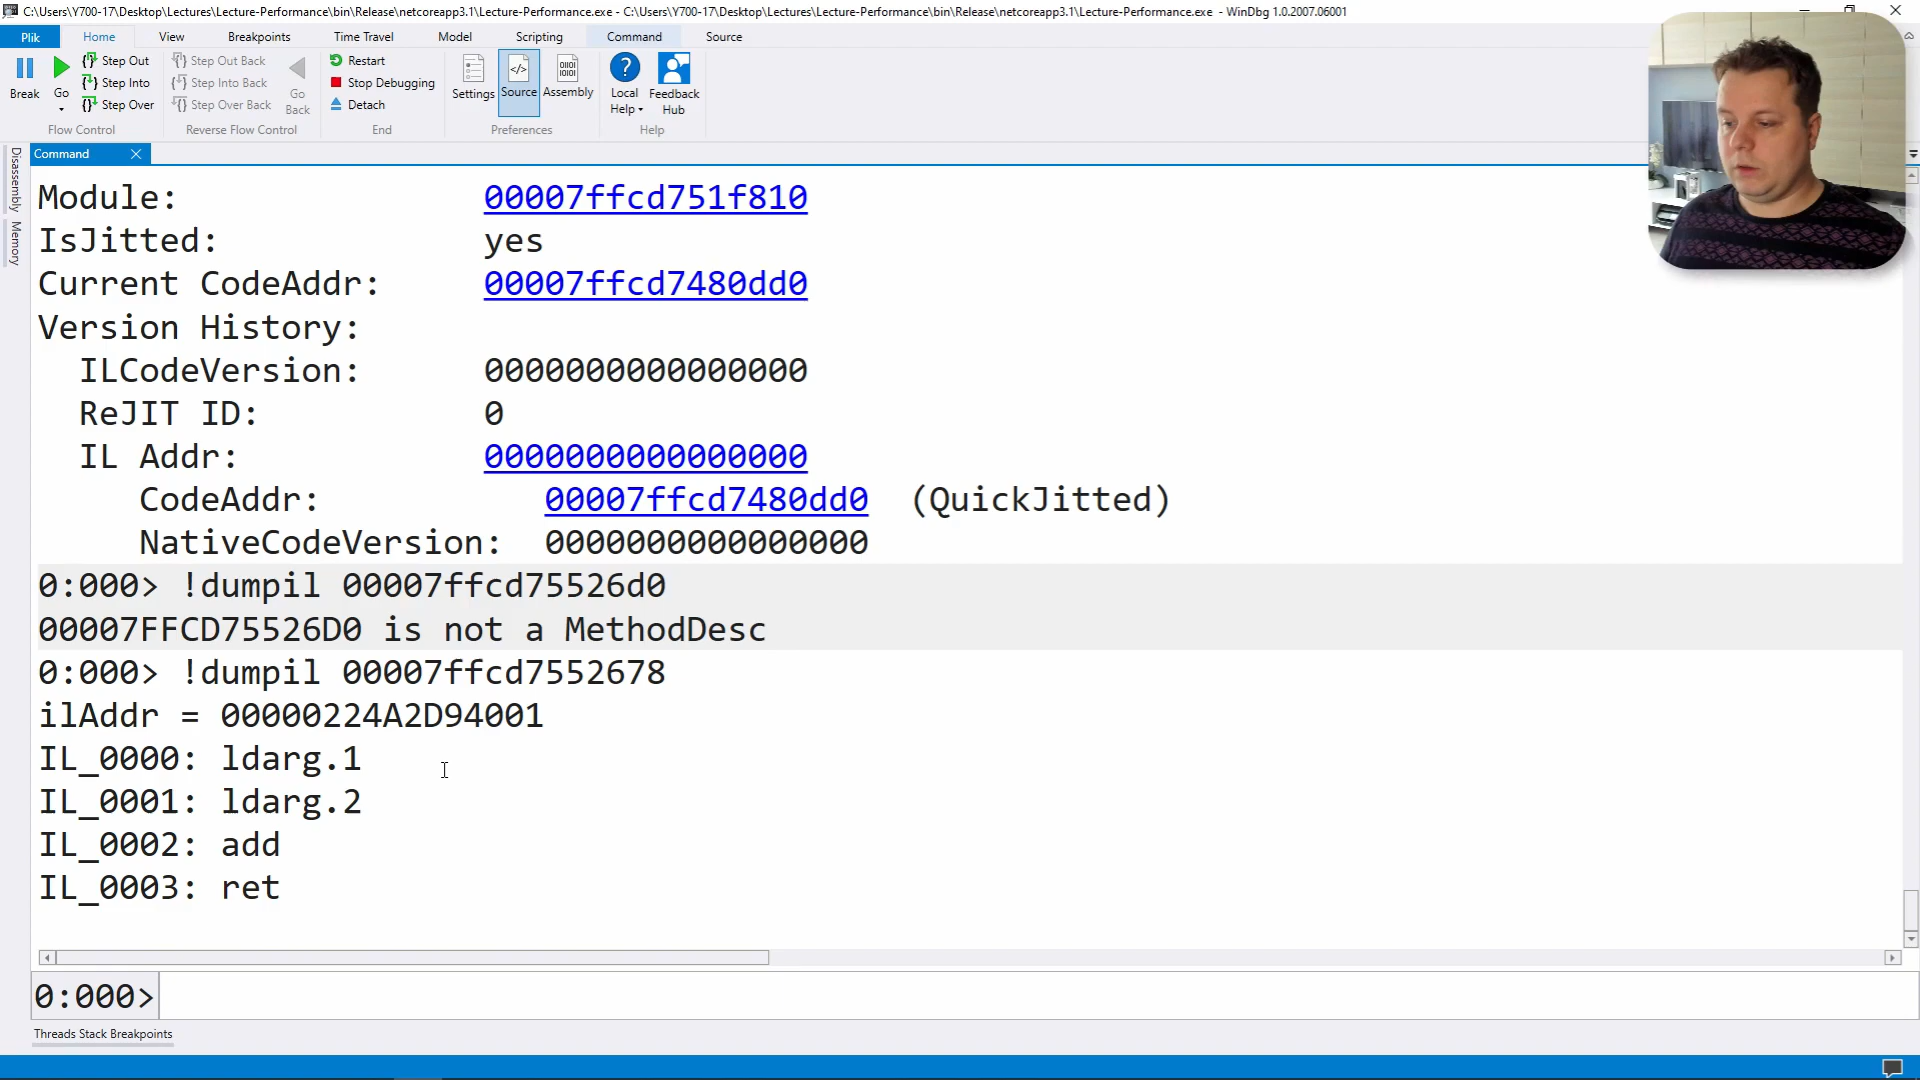 C:\Users\Y700-17\Desktop\Lectures\Lecture-Performance\bin\Release\netcoreapp3.1\Lecture-Performance.exe - C:\Users\Y700-17\Desktop\Lectures\Lecture-Performance\bin\Release\netcoreapp3.1\Lecture-Performance.exe - WinDbg 1.0.2007.06001
Plik Home View Breakpoints Time Travel Model Scripting Command Source
Break
Go
Step Out
Step Into
Step Over
Flow Control
Step Out Back
Step Into Back
Step Over Back
Go Back
Reverse Flow Control
Restart
Stop Debugging
Detach
End
Settings
Source
Assembly
Preferences
Local Help
Feedback Hub
Help
Disassembly
Memory
Command
Module: 00007ffcd751f810
IsJitted: yes
Current CodeAddr: 00007ffcd7480dd0
Version History:
ILCodeVersion: 0000000000000000
ReJIT ID: 0
IL Addr: 0000000000000000
CodeAddr: 00007ffcd7480dd0 (QuickJitted)
NativeCodeVersion: 0000000000000000
0:000> !dumpil 00007ffcd75526d0
00007FFCD75526D0 is not a MethodDesc
0:000> !dumpil 00007ffcd7552678
ilAddr = 00000224A2D94001
IL_0000: ldarg.1
IL_0001: ldarg.2
IL_0002: add
IL_0003: ret
0:000>
Threads Stack Breakpoints